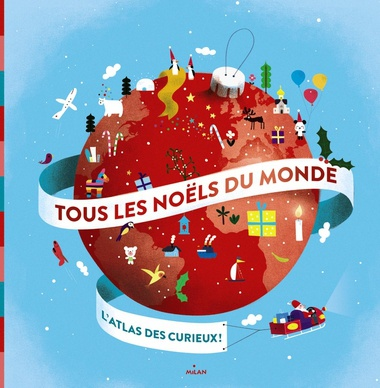 TOUS LES NOËLS DU MONDE
L'ATLAS DES CURIEUX !
MiLAN